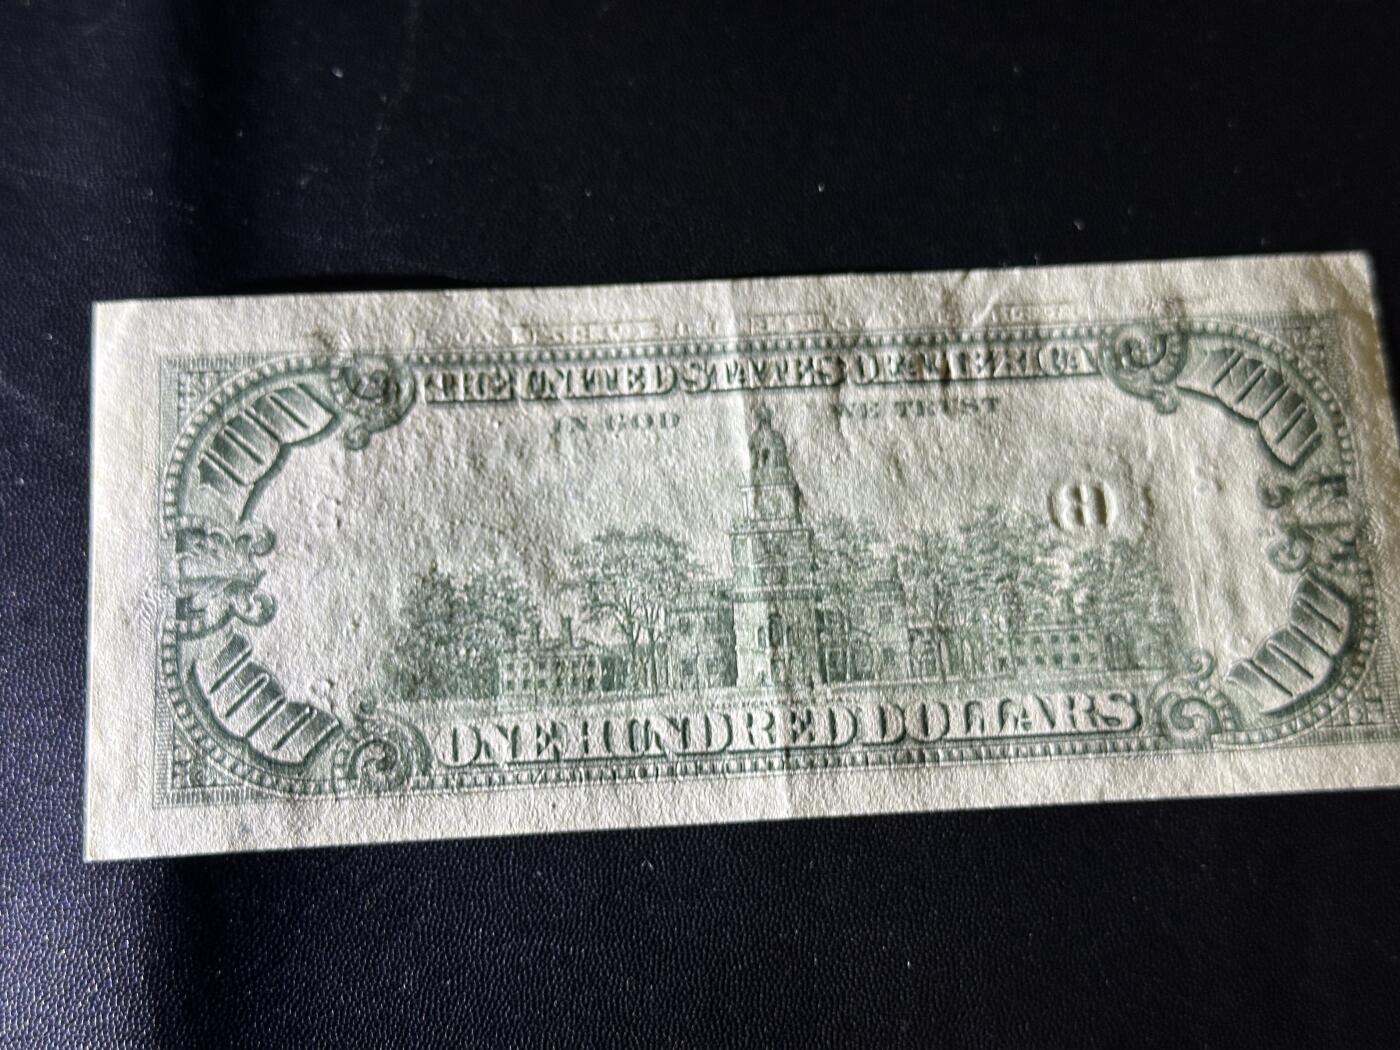 THE UNITED STATES OF AMERICA
IN GOD WE TRUST
100
100
H
100
100
ONE HUNDRED DOLLARS